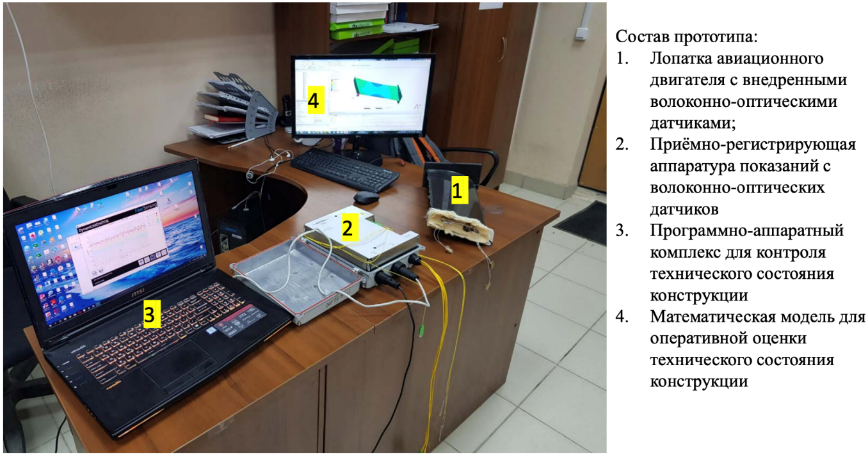 Состав прототипа:
1. Лопатка авиационного
двигателя с внедренными
волоконно-оптическими
датчиками;
2. Приёмно-регистрирующая
аппаратура показаний с
волоконно-оптических
датчиков
3. Программно-аппаратный
комплекс для контроля
технического состояния
конструкции
4. Математическая модель для
оперативной оценки
технического состояния
конструкции
4
1
2
3
msi